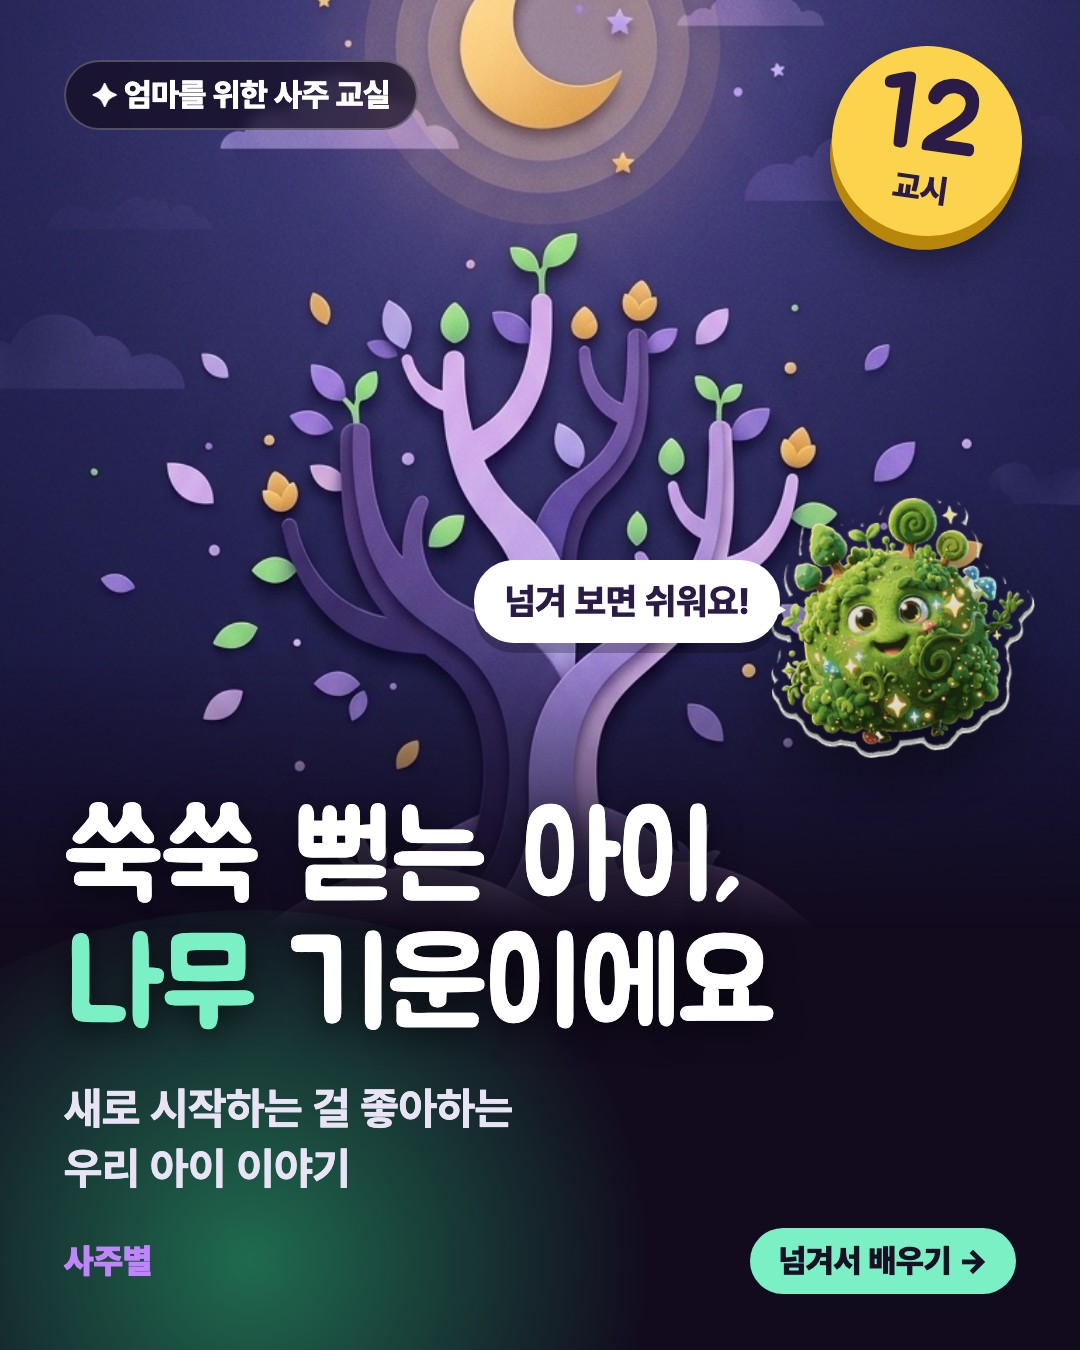 ✦ 엄마를 위한 사주 교실
12
교시
넘겨 보면 쉬워요!
쑥쑥 뻗는 아이,
나무 기운이에요
새로 시작하는 걸 좋아하는
우리 아이 이야기
사주별
넘겨서 배우기 →